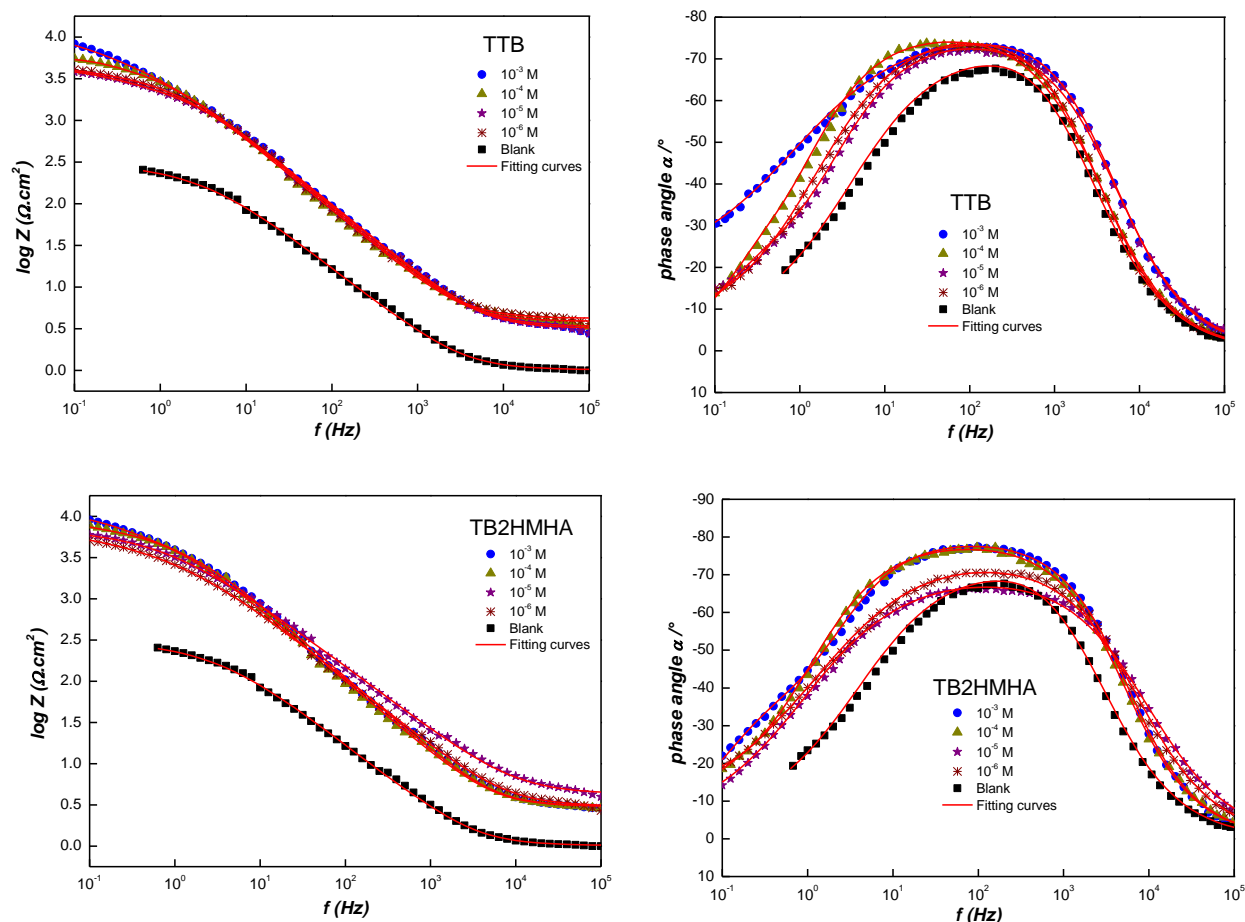 log Z (Ω.cm²)
4.0
3.5
3.0
2.5
2.0
1.5
1.0
0.5
0.0
TTB
10⁻³ M
10⁻⁴ M
10⁻⁵ M
10⁻⁶ M
Blank
Fitting curves
10⁻¹ 10⁰ 10¹ 10² 10³ 10⁴ 10⁵
f (Hz)
phase angle α /°
-80
-70
-60
-50
-40
-30
-20
-10
0
10
TTB
10⁻³ M
10⁻⁴ M
10⁻⁵ M
10⁻⁶ M
Blank
Fitting curves
10⁻¹ 10⁰ 10¹ 10² 10³ 10⁴ 10⁵
f (Hz)
log Z (Ω.cm²)
4.0
3.5
3.0
2.5
2.0
1.5
1.0
0.5
0.0
TB2HMHA
10⁻³ M
10⁻⁴ M
10⁻⁵ M
10⁻⁶ M
Blank
Fitting curves
10⁻¹ 10⁰ 10¹ 10² 10³ 10⁴ 10⁵
f (Hz)
phase angle α /°
-90
-80
-70
-60
-50
-40
-30
-20
-10
0
10
TB2HMHA
10⁻³ M
10⁻⁴ M
10⁻⁵ M
10⁻⁶ M
Blank
Fitting curves
10⁻¹ 10⁰ 10¹ 10² 10³ 10⁴ 10⁵
f (Hz)